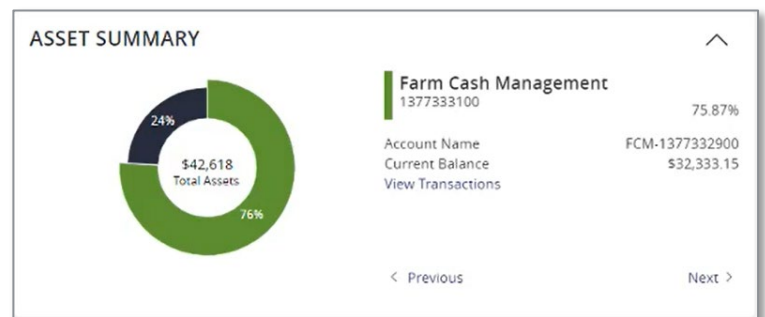 ASSET SUMMARY
24%
$42,618
Total Assets
76%
Farm Cash Management
1377333100
75.87%
Account Name FCM-1377332900
Current Balance $32,333.15
View Transactions
< Previous Next >